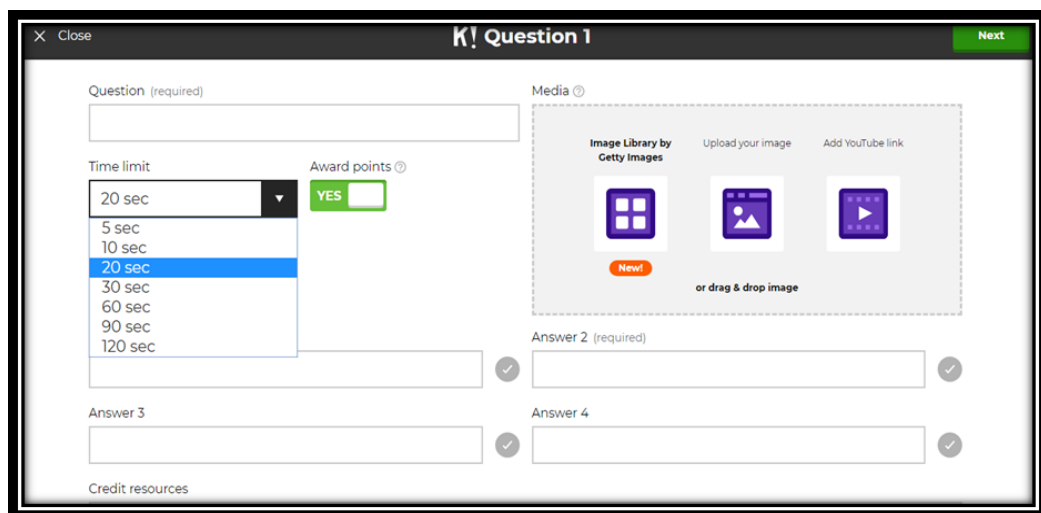 Close
K! Question 1
Next
Question (required)
Media
Image Library by
Getty Images
Upload your image
Add YouTube link
New!
or drag & drop image
Time limit
Award points
20 sec
YES
5 sec
10 sec
20 sec
30 sec
60 sec
90 sec
120 sec
Answer 2 (required)
Answer 3
Answer 4
Credit resources